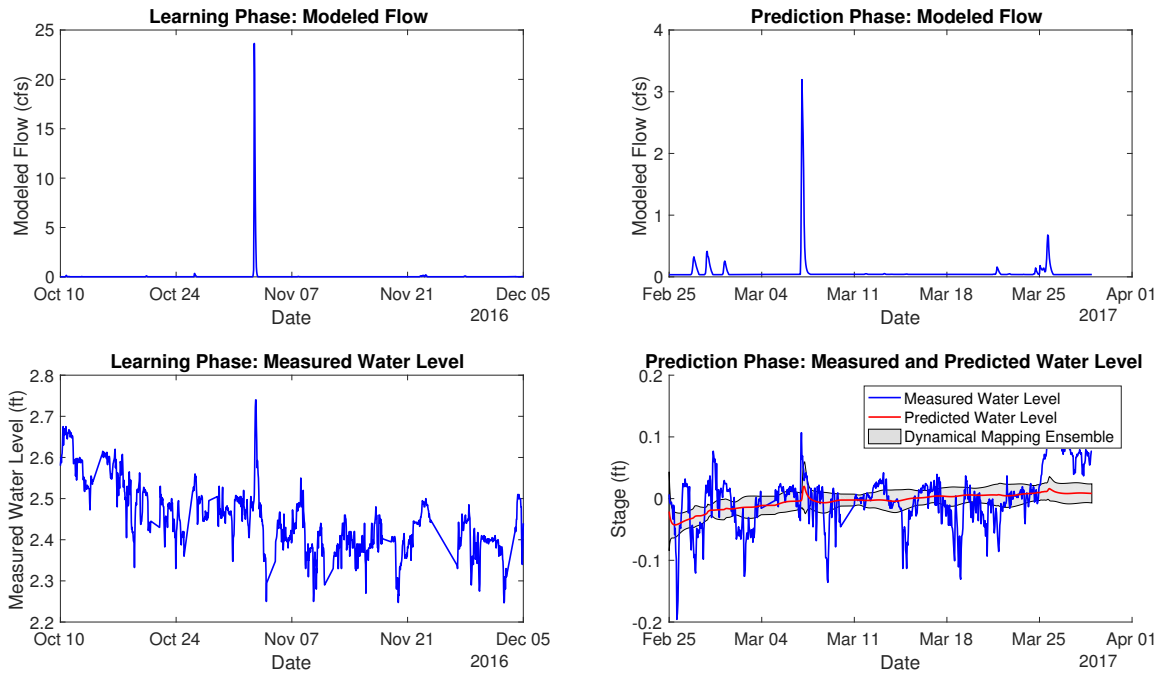 Learning Phase: Modeled Flow
25
20
15
10
5
0
Modeled Flow (cfs)
Oct 10
Oct 24
Nov 07
Nov 21
Dec 05
Date
2016
Prediction Phase: Modeled Flow
4
3
2
1
0
Modeled Flow (cfs)
Feb 25
Mar 04
Mar 11
Mar 18
Mar 25
Apr 01
Date
2017
Learning Phase: Measured Water Level
2.8
2.7
2.6
2.5
2.4
2.3
2.2
Measured Water Level (ft)
Oct 10
Oct 24
Nov 07
Nov 21
Dec 05
Date
2016
Prediction Phase: Measured and Predicted Water Level
0.2
0.1
0
-0.1
-0.2
Stage (ft)
Measured Water Level
Predicted Water Level
Dynamical Mapping Ensemble
Feb 25
Mar 04
Mar 11
Mar 18
Mar 25
Apr 01
Date
2017